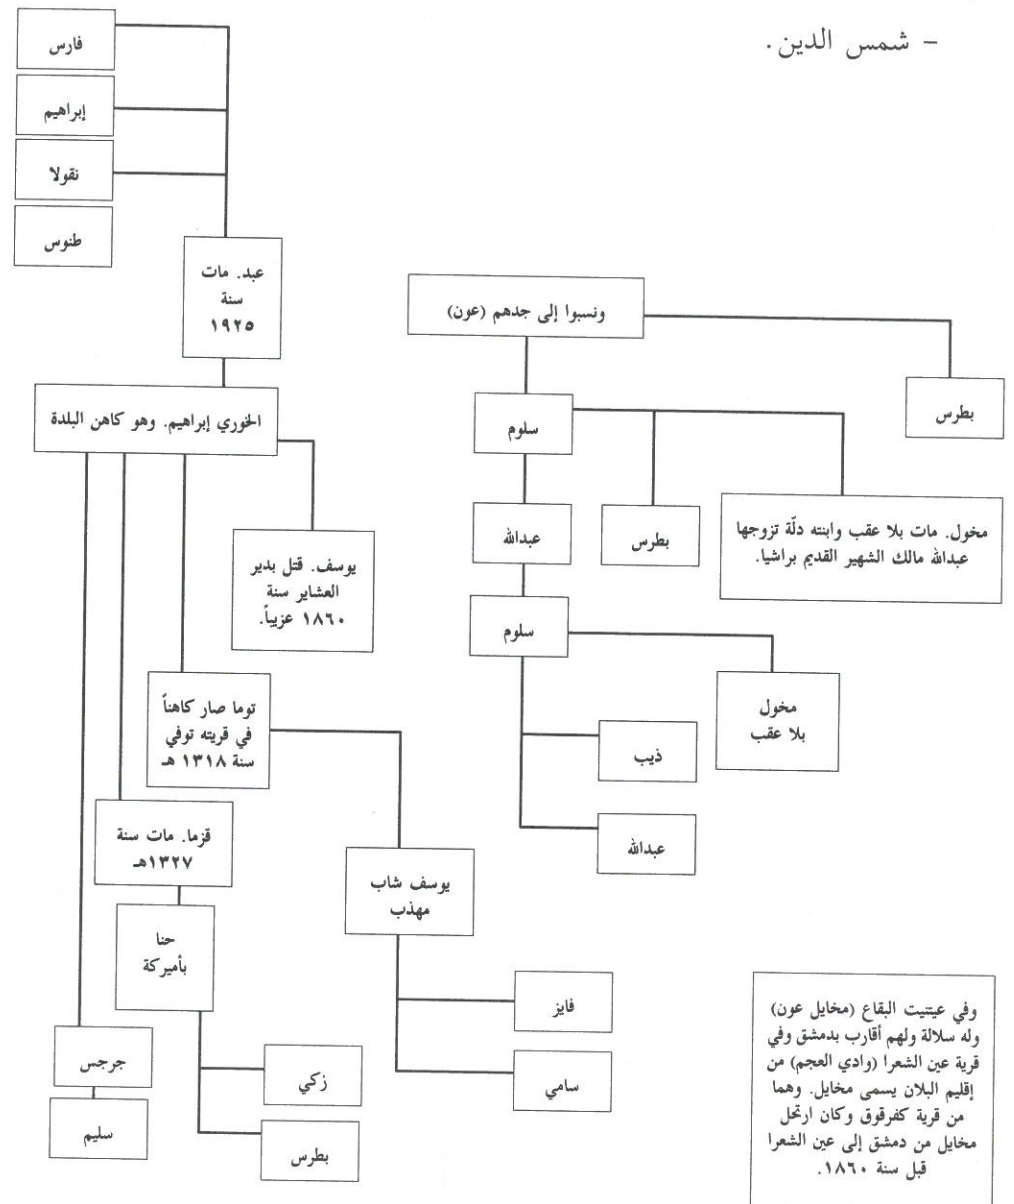 - شمس الدين.
فارس
إبراهيم
نقولا
طنوس
عبد. مات
سنة
١٩٢٥
الخوري إبراهيم. وهو كاهن البلدة
يوسف. قتل بدير
العشاير سنة
١٨٦٠ عزيباً.
توما صار كاهناً
في قريته توفي
سنة ١٣١٨ هـ
قزما. مات سنة
١٣٢٧هـ
حنا
بأميركة
يوسف شاب
مهذب
فايز
سامي
زكي
بطرس
جرجس
سليم
ونسبوا إلى جدهم (عون)
بطرس
سلوم
بطرس
مخول. مات بلا عقب وابنته دلّة تزوجها
عبدالله مالك الشهير القديم براشيا.
عبدالله
سلوم
مخول
بلا عقب
ذيب
عبدالله
وفي عيتنيت البقاع (مخايل عون)
وله سلالة ولهم أقارب بدمشق وفي
قرية عين الشعرا (وادي العجم) من
إقليم البلان يسمى مخايل. وهما
من قرية كفرقوق وكان ارتحل
مخايل من دمشق إلى عين الشعرا
قبل سنة ١٨٦٠.